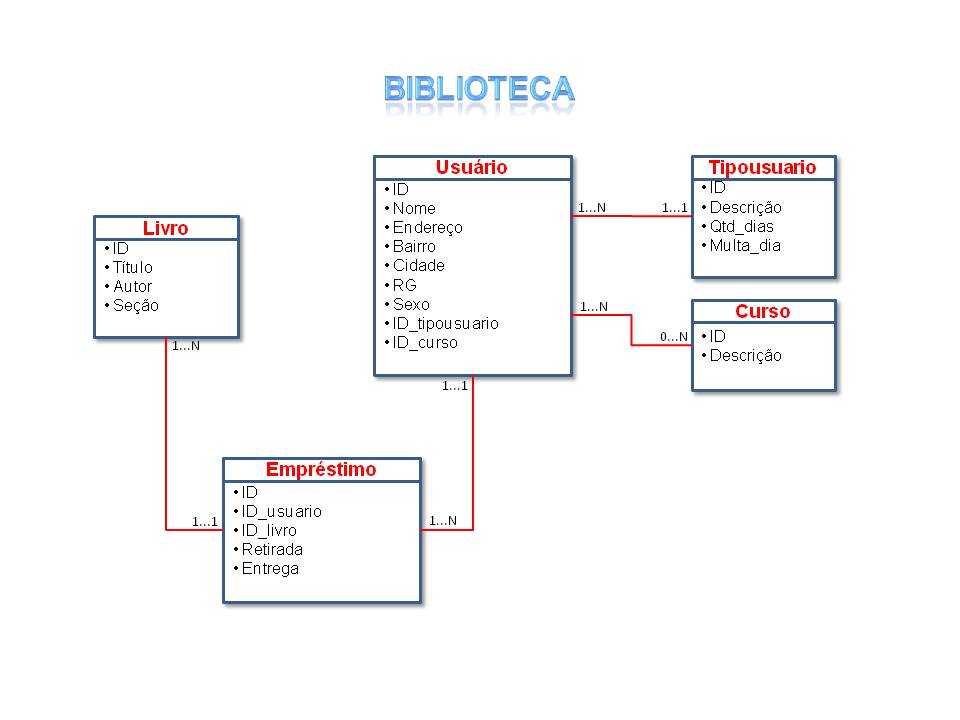 BIBLIOTECA
Usuário
• ID
• Nome
• Endereço
• Bairro
• Cidade
• RG
• Sexo
• ID_tipousuario
• ID_curso
Tipousuario
• ID
• Descrição
• Qtd_dias
• Multa_dia
1...N
1...1
Livro
• ID
• Título
• Autor
• Seção
Curso
• ID
• Descrição
1...N
0...N
1...N
1...1
Empréstimo
• ID
• ID_usuario
• ID_livro
• Retirada
• Entrega
1...1
1...N